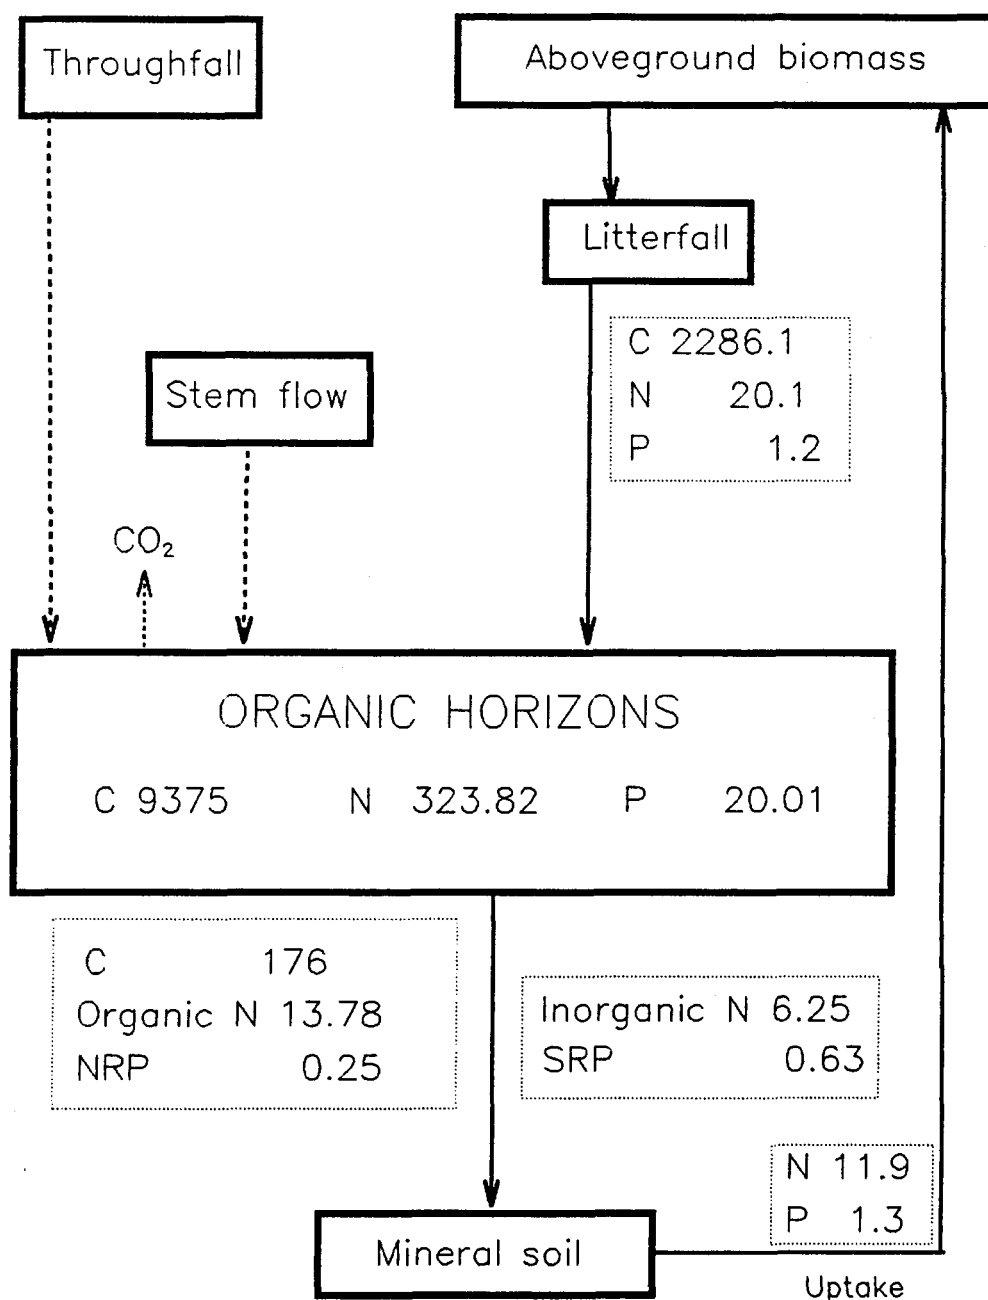 Throughfall
Aboveground biomass
Litterfall
C 2286.1
N 20.1
P 1.2
Stem flow
CO₂
ORGANIC HORIZONS
C 9375 N 323.82 P 20.01
C 176
Organic N 13.78
NRP 0.25
Inorganic N 6.25
SRP 0.63
N 11.9
P 1.3
Mineral soil
Uptake